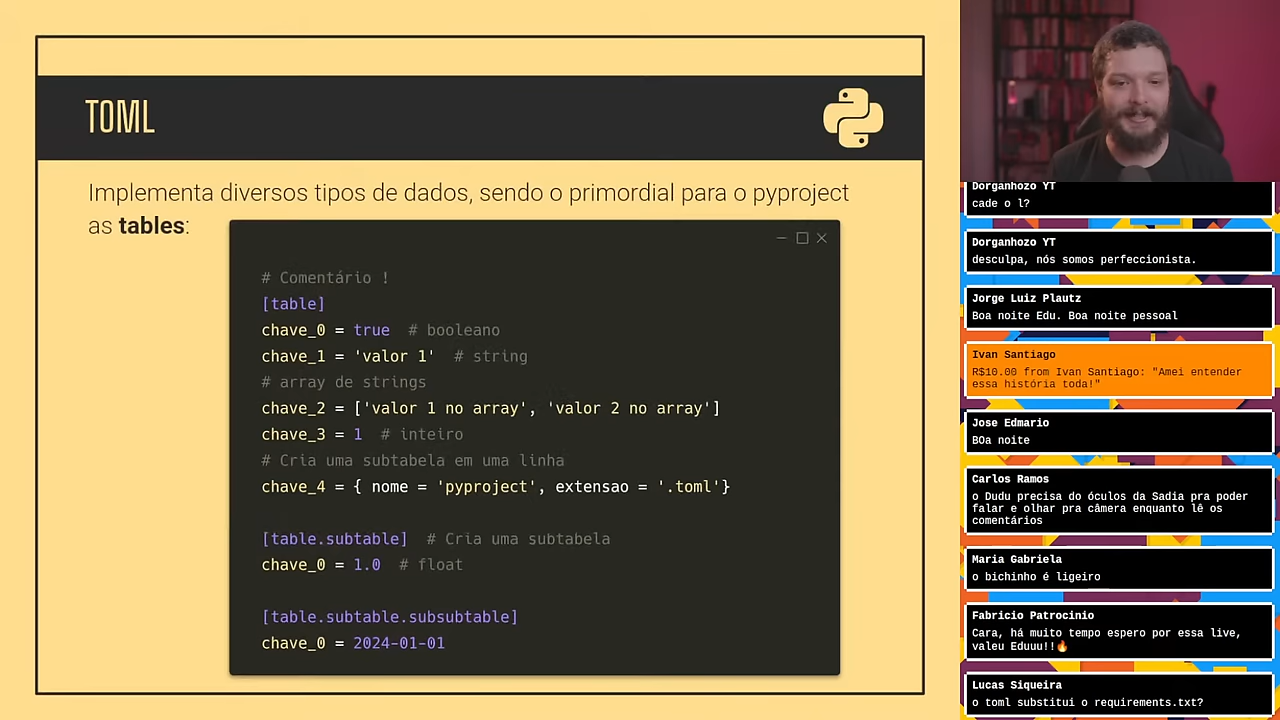 TOML
Implementa diversos tipos de dados, sendo o primordial para o pyproject
as tables:
# Comentário !
[table]
chave_0 = true  # booleano
chave_1 = 'valor 1'  # string
# array de strings
chave_2 = ['valor 1 no array', 'valor 2 no array']
chave_3 = 1  # inteiro
# Cria uma subtabela em uma linha
chave_4 = { nome = 'pyproject', extensao = '.toml'}
[table.subtable]  # Cria uma subtabela
chave_0 = 1.0  # float
[table.subtable.subsubtable]
chave_0 = 2024-01-01
Dorganhozo YT
cade o l?
Dorganhozo YT
desculpa, nós somos perfeccionista.
Jorge Luiz Plautz
Boa noite Edu. Boa noite pessoal
Ivan Santiago
R$10.00 from Ivan Santiago: "Amei entender
essa história toda!"
Jose Edmario
BOa noite
Carlos Ramos
o Dudu precisa do óculos da Sadia pra poder
falar e olhar pra câmera enquanto lê os
comentários
Maria Gabriela
o bichinho é ligeiro
Fabricio Patrocinio
Cara, há muito tempo espero por essa live,
valeu Eduuu!!🔥
Lucas Siqueira
o toml substitui o requirements.txt?